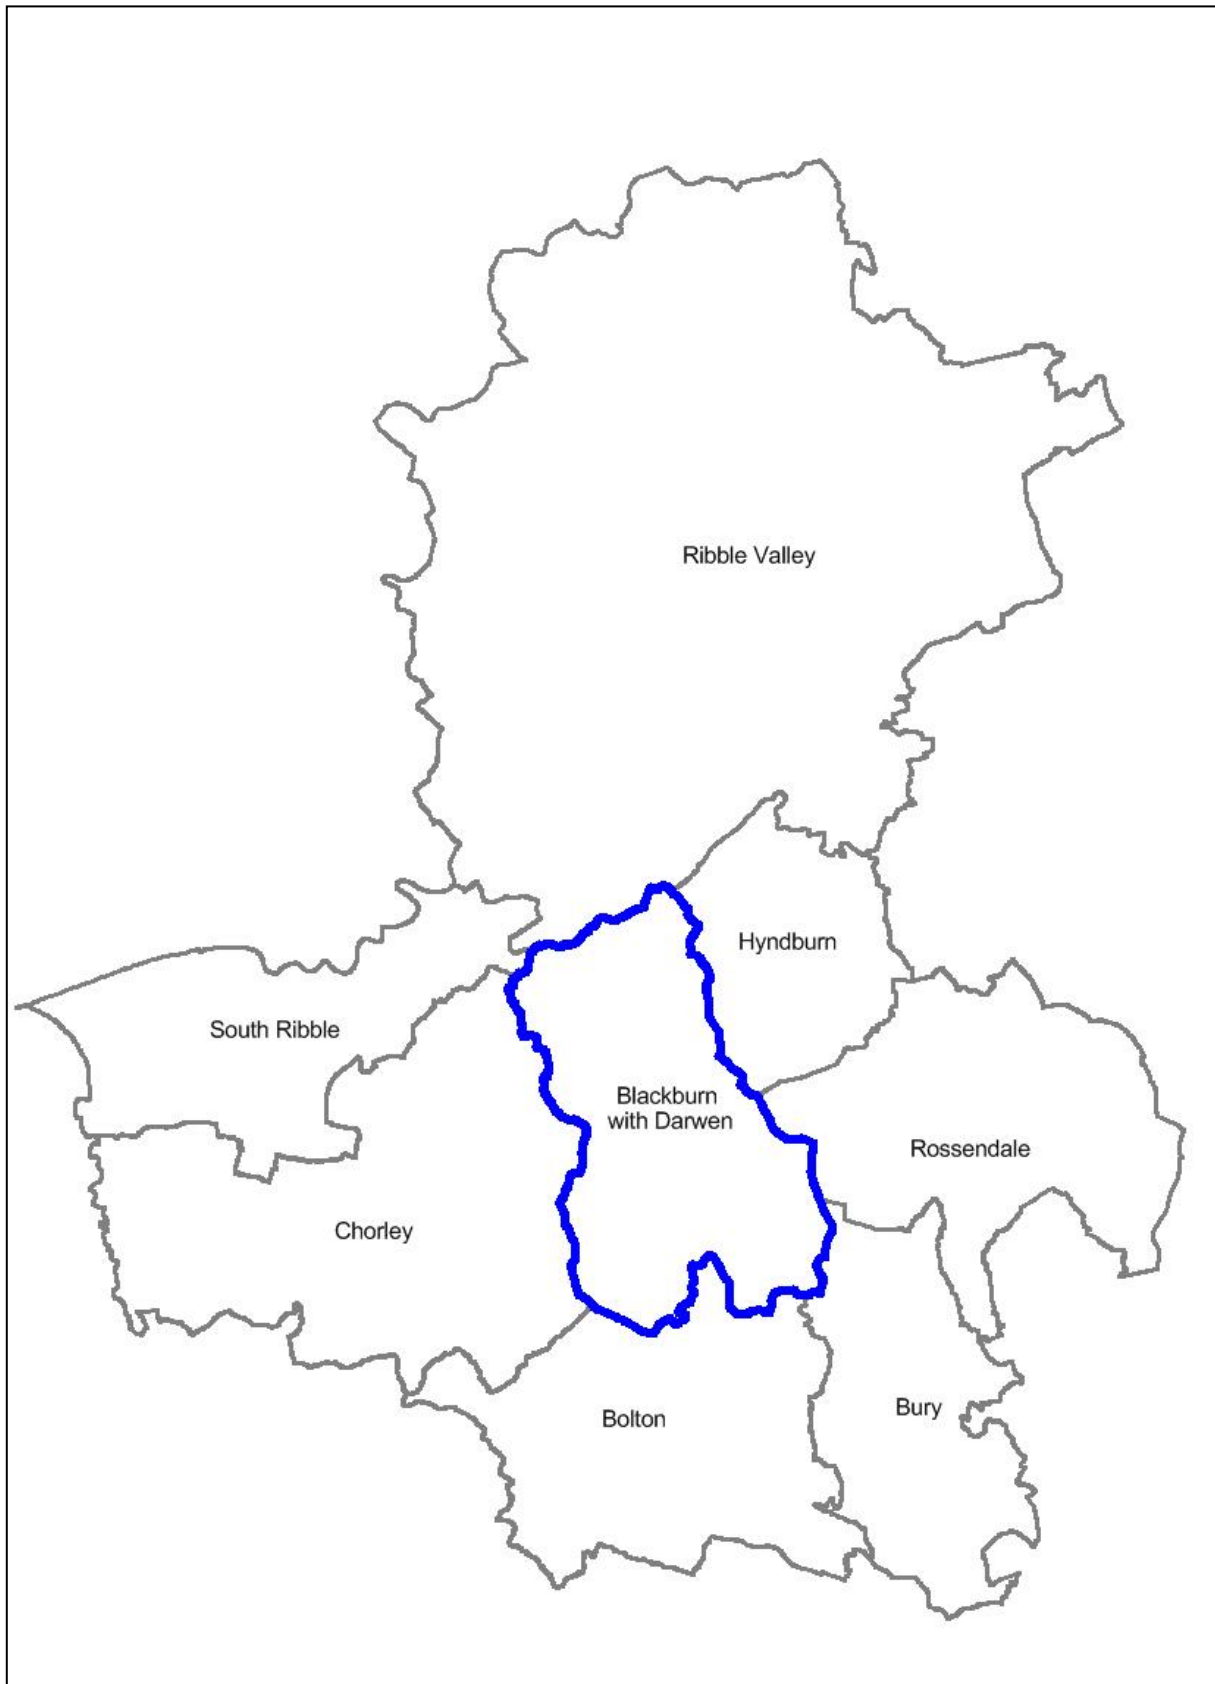 Ribble Valley
Hyndburn
South Ribble
Blackburn
with Darwen
Rossendale
Chorley
Bury
Bolton